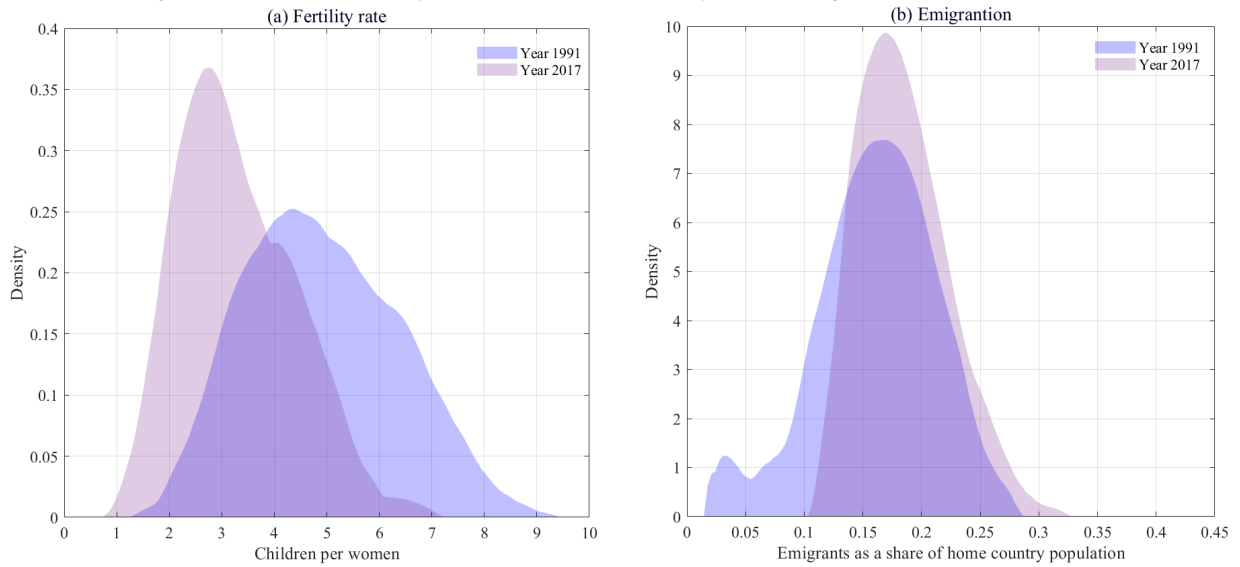 (a) Fertility rate
0.4
0.35
0.3
0.25
0.2
0.15
0.1
0.05
0
Density
Year 1991
Year 2017
0 1 2 3 4 5 6 7 8 9 10
Children per women
(b) Emigrantion
10
9
8
7
6
5
4
3
2
1
0
Density
Year 1991
Year 2017
0 0.05 0.1 0.15 0.2 0.25 0.3 0.35 0.4 0.45
Emigrants as a share of home country population